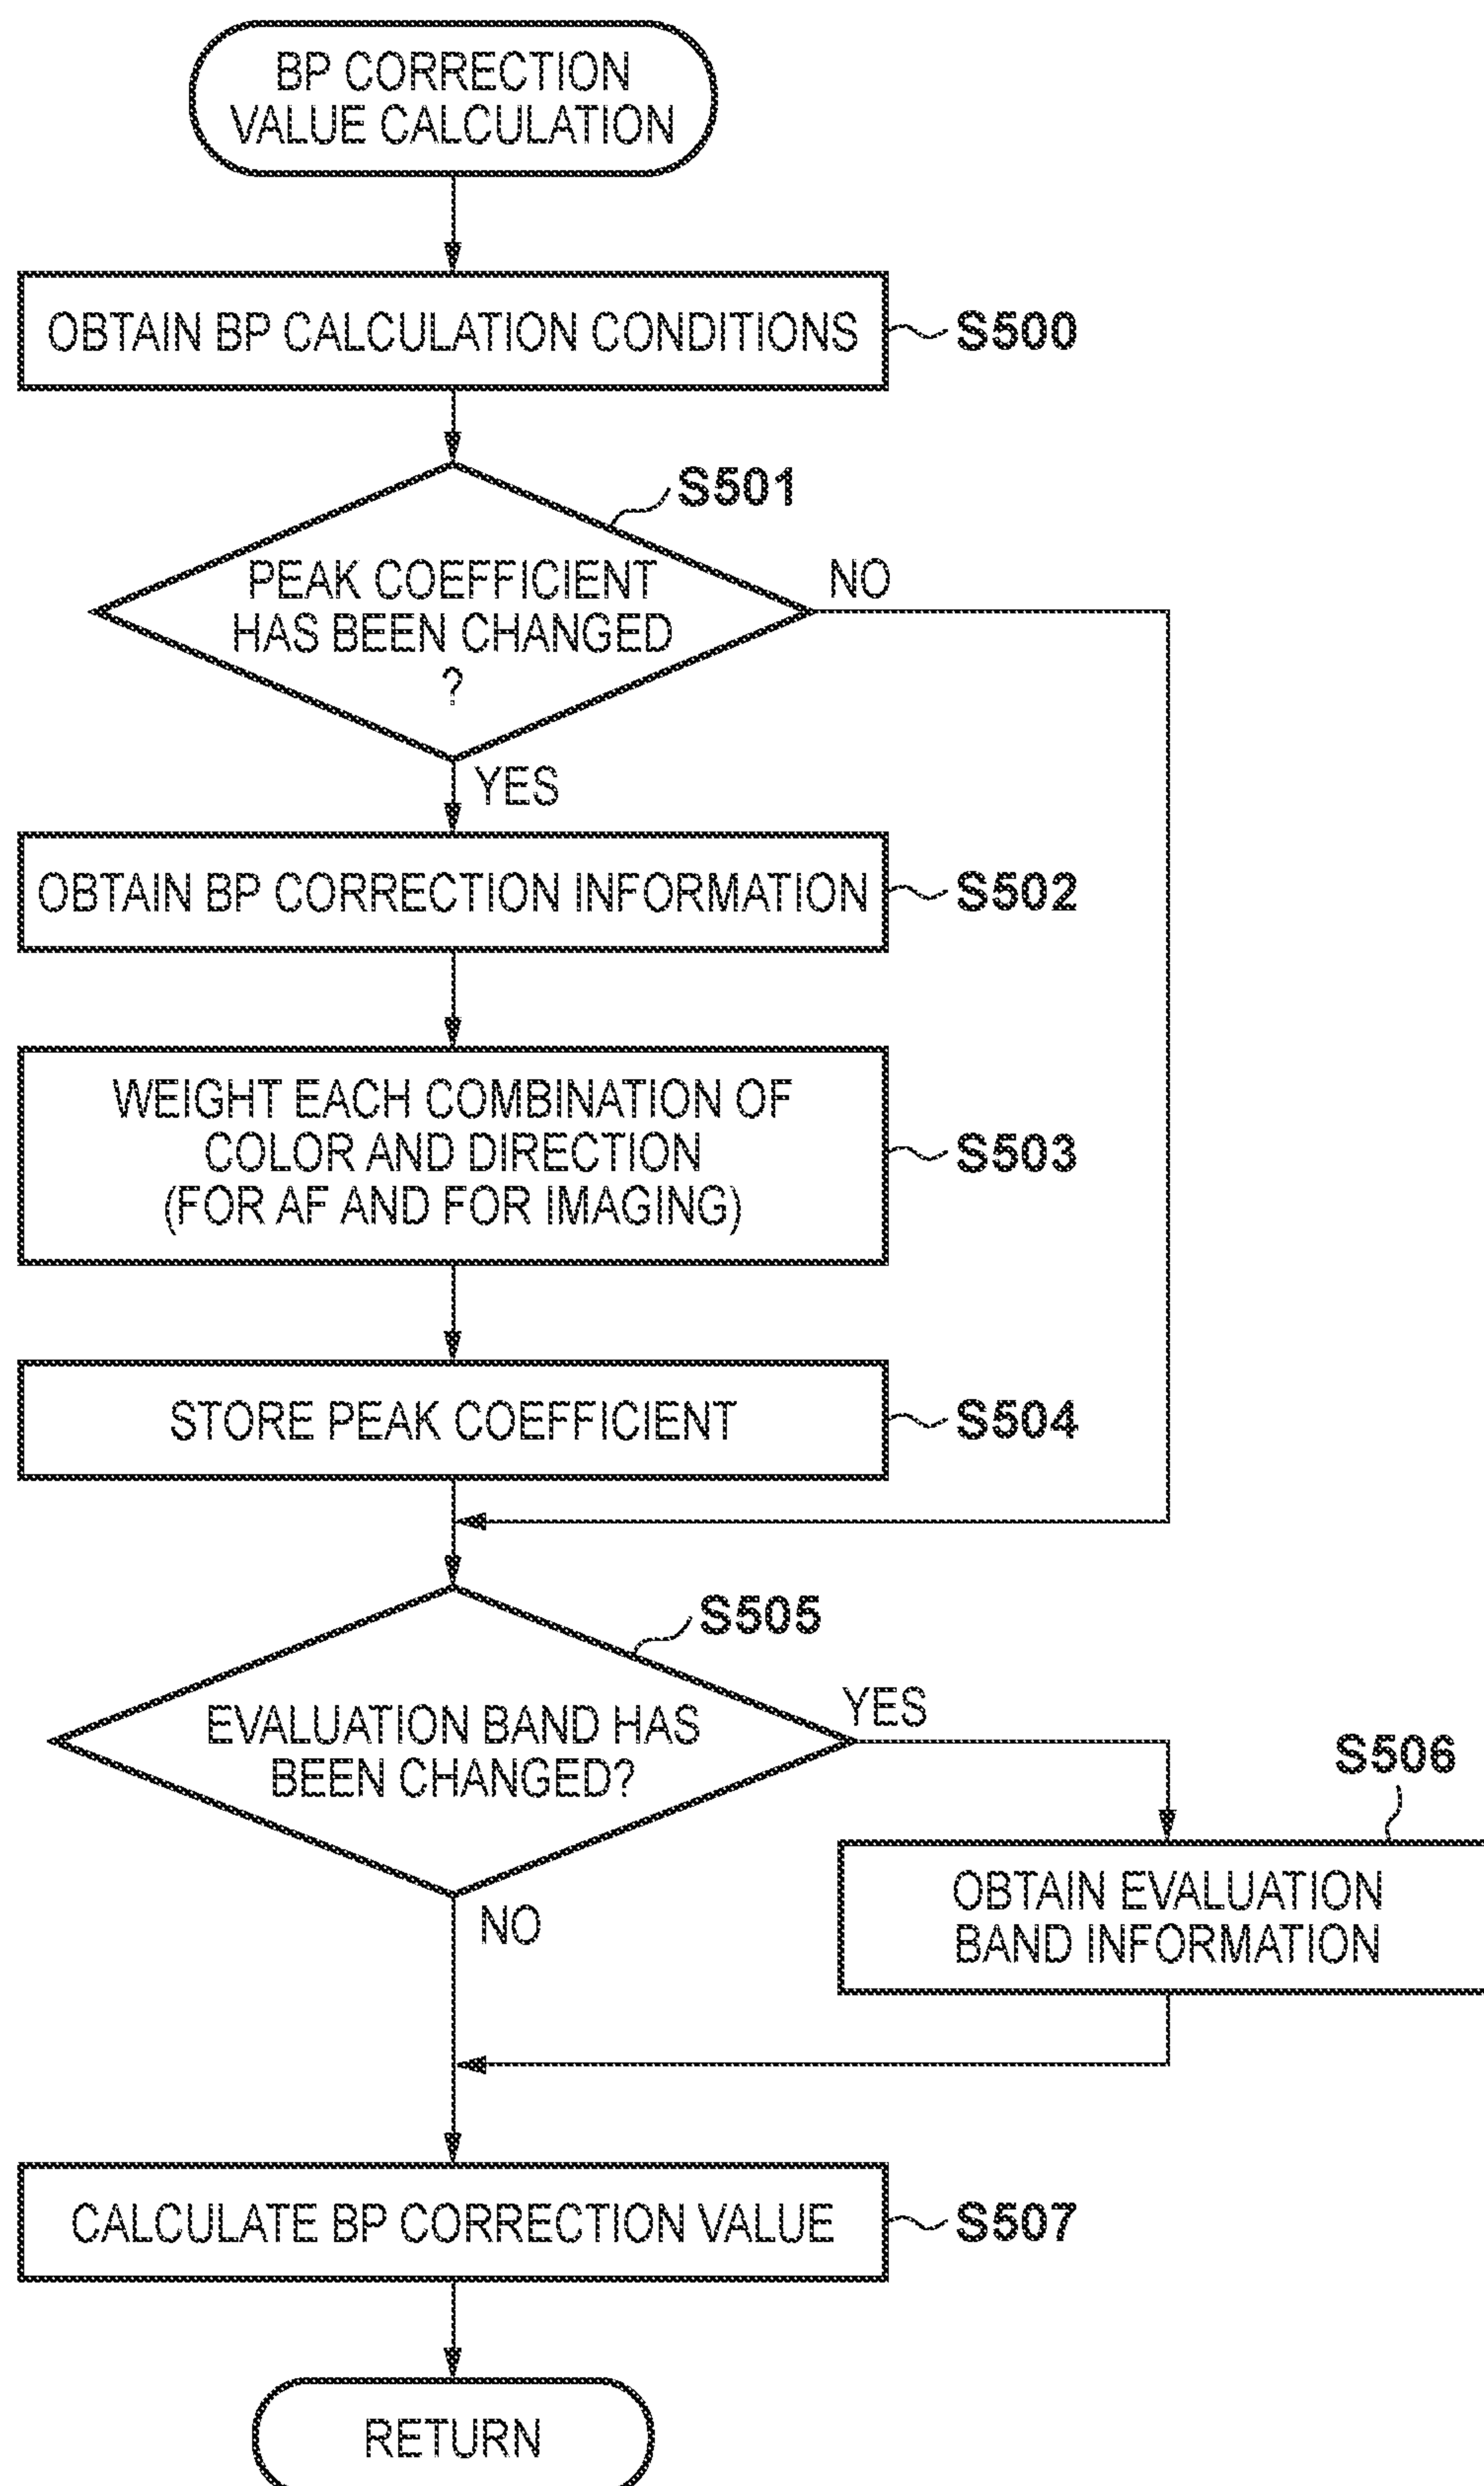 BP CORRECTION
VALUE CALCULATION
OBTAIN BP CALCULATION CONDITIONS
S500
S501
PEAK COEFFICIENT
HAS BEEN CHANGED
?
NO
YES
OBTAIN BP CORRECTION INFORMATION
S502
WEIGHT EACH COMBINATION OF
COLOR AND DIRECTION
(FOR AF AND FOR IMAGING)
S503
STORE PEAK COEFFICIENT
S504
S505
EVALUATION BAND HAS
BEEN CHANGED?
YES
NO
S506
OBTAIN EVALUATION
BAND INFORMATION
CALCULATE BP CORRECTION VALUE
S507
RETURN